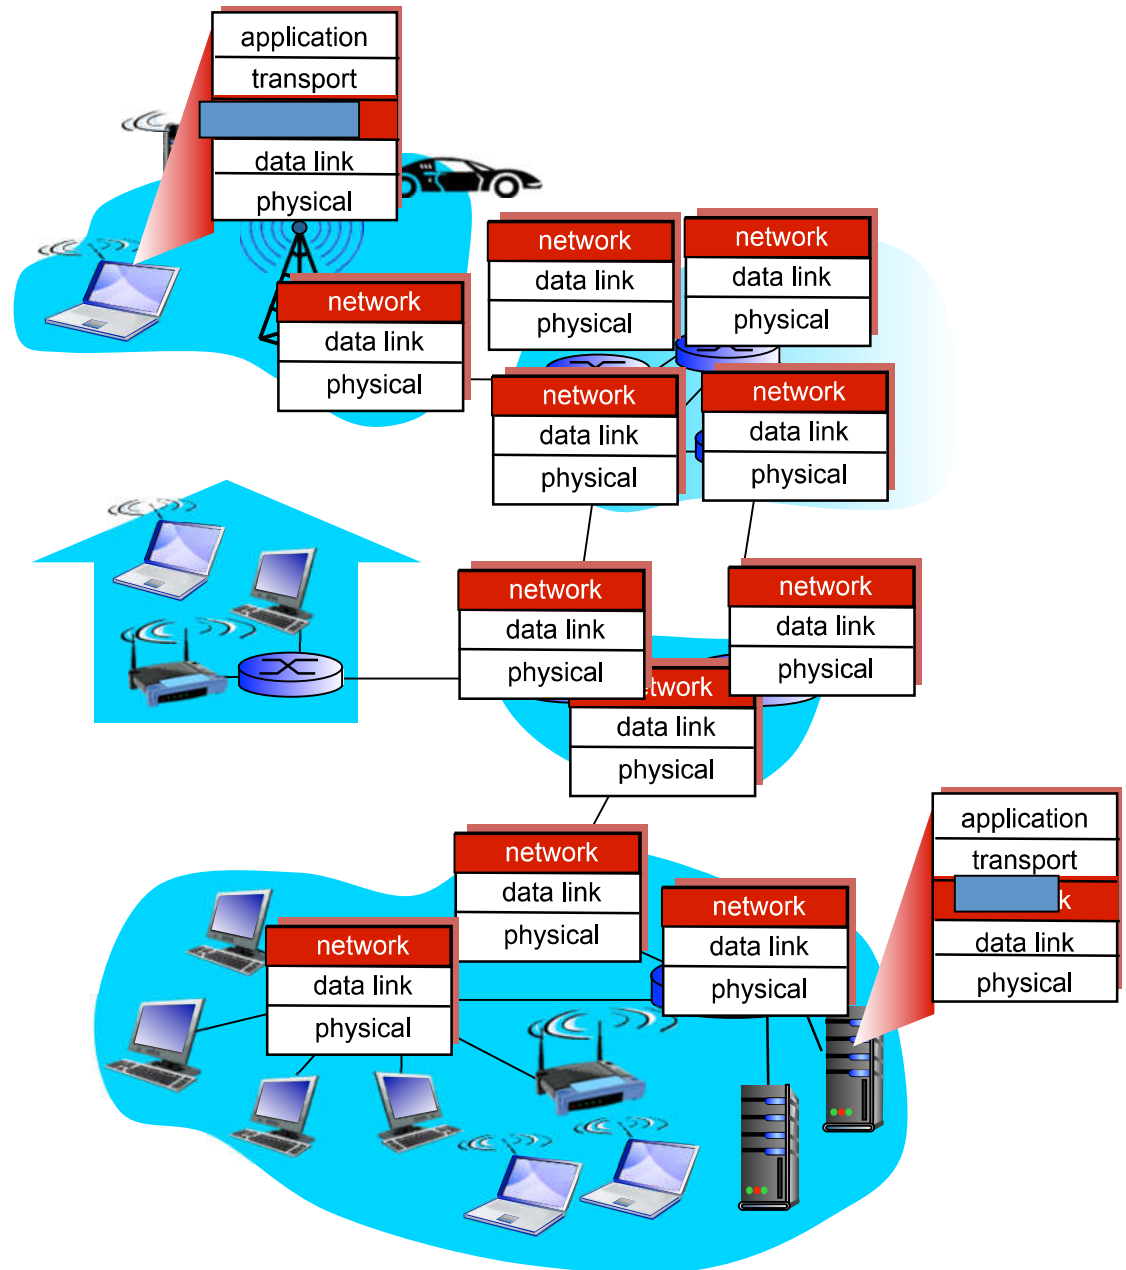 application
transport
data link
physical
network
data link
physical
network
data link
physical
network
data link
physical
network
data link
physical
network
data link
physical
network
data link
physical
network
data link
physical
etwork
data link
physical
application
transport
k
data link
physical
network
data link
physical
network
data link
physical
network
data link
physical